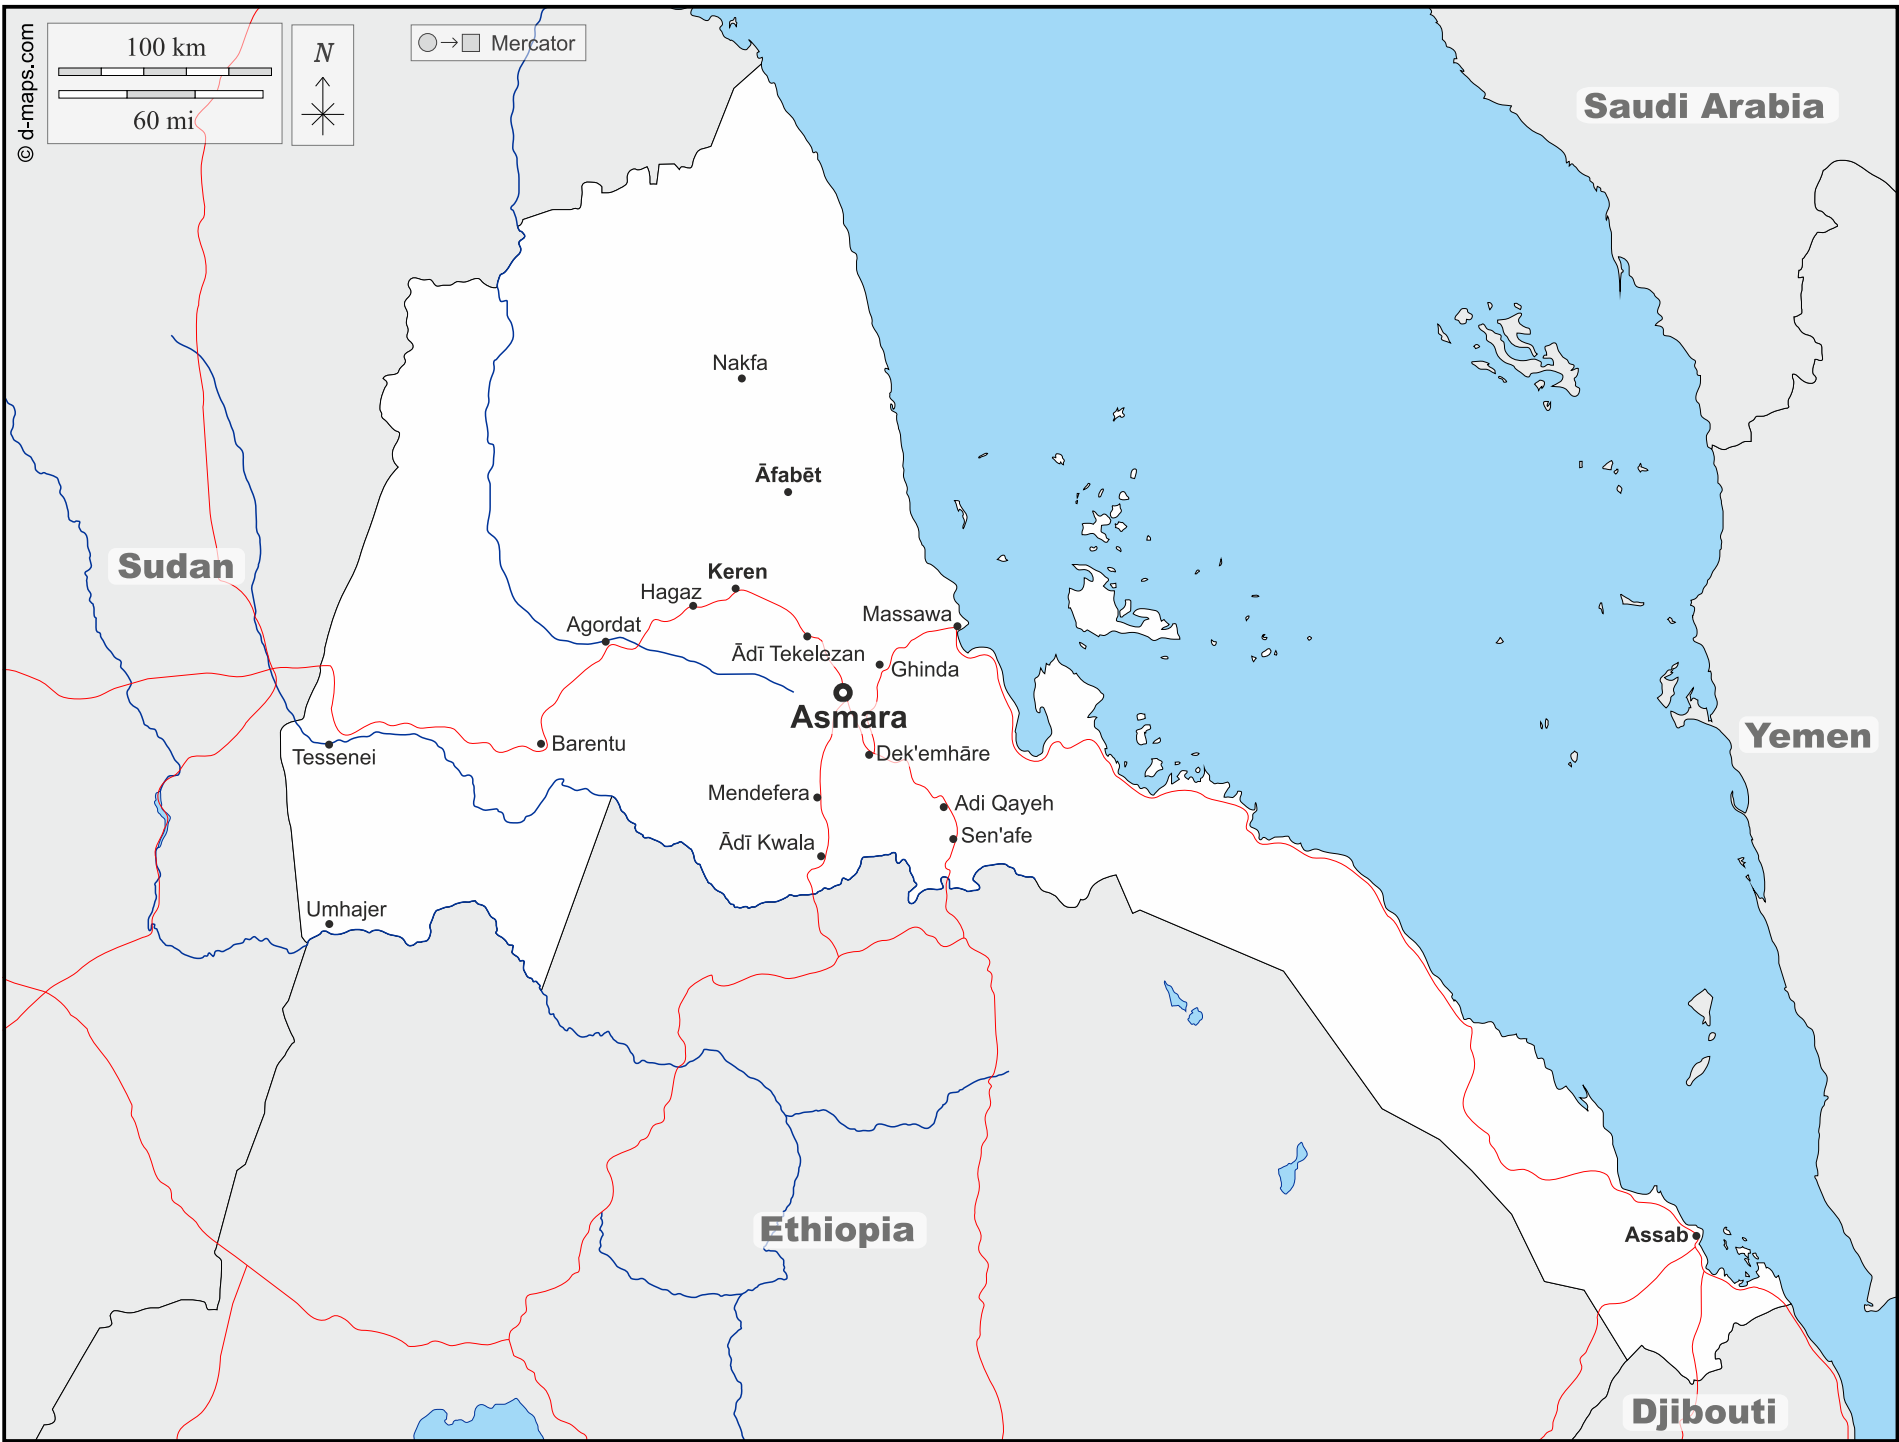 © d-maps.com
100 km
60 mi
N
Mercator
Saudi Arabia
Nakfa
Āfabēt
Sudan
Keren
Hagaz
Agordat
Massawa
Ādī Tekelezan
Ghinda
Asmara
Yemen
Tessenei
Barentu
Dek'emhāre
Mendefera
Adi Qayeh
Ādī Kwala
Sen'afe
Umhajer
Ethiopia
Assab
Djibouti